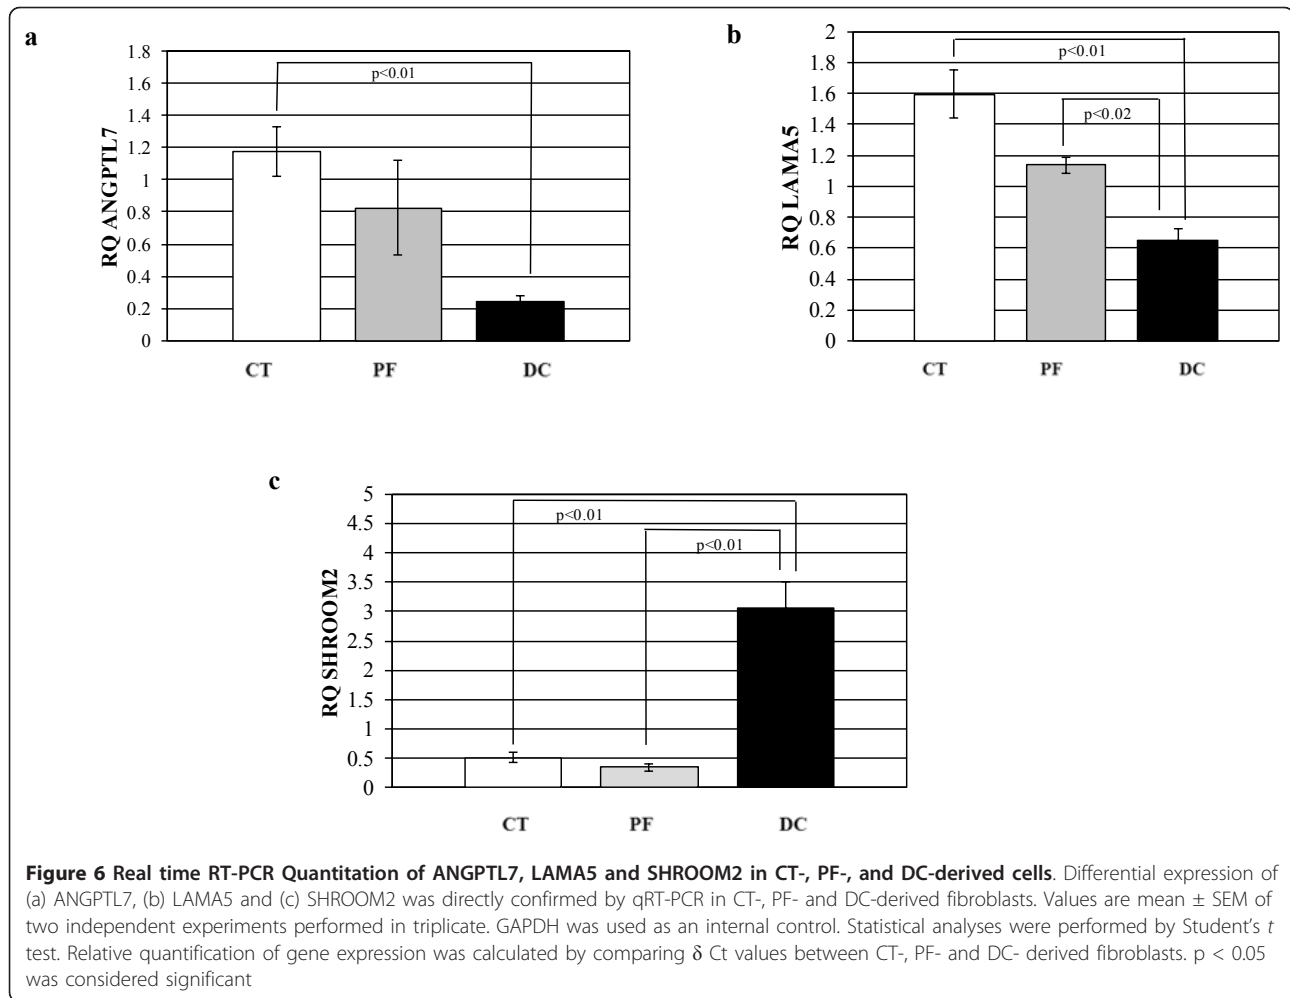 a
1.8
1.6
1.4
1.2
1
0.8
0.6
0.4
0.2
0
RQ ANGPTL7
p<0.01
CT PF DC
b
2
1.8
1.6
1.4
1.2
1
0.8
0.6
0.4
0.2
0
RQ LAMA5
p<0.01
p<0.02
CT PF DC
c
5
4.5
4
3.5
3
2.5
2
1.5
1
0.5
0
RQ SHROOM2
p<0.01
p<0.01
CT PF DC
Figure 6 Real time RT-PCR Quantitation of ANGPTL7, LAMA5 and SHROOM2 in CT-, PF-, and DC-derived cells. Differential expression of
(a) ANGPTL7, (b) LAMA5 and (c) SHROOM2 was directly confirmed by qRT-PCR in CT-, PF- and DC-derived fibroblasts. Values are mean ± SEM of
two independent experiments performed in triplicate. GAPDH was used as an internal control. Statistical analyses were performed by Student's t
test. Relative quantification of gene expression was calculated by comparing δ Ct values between CT-, PF- and DC- derived fibroblasts. p < 0.05
was considered significant